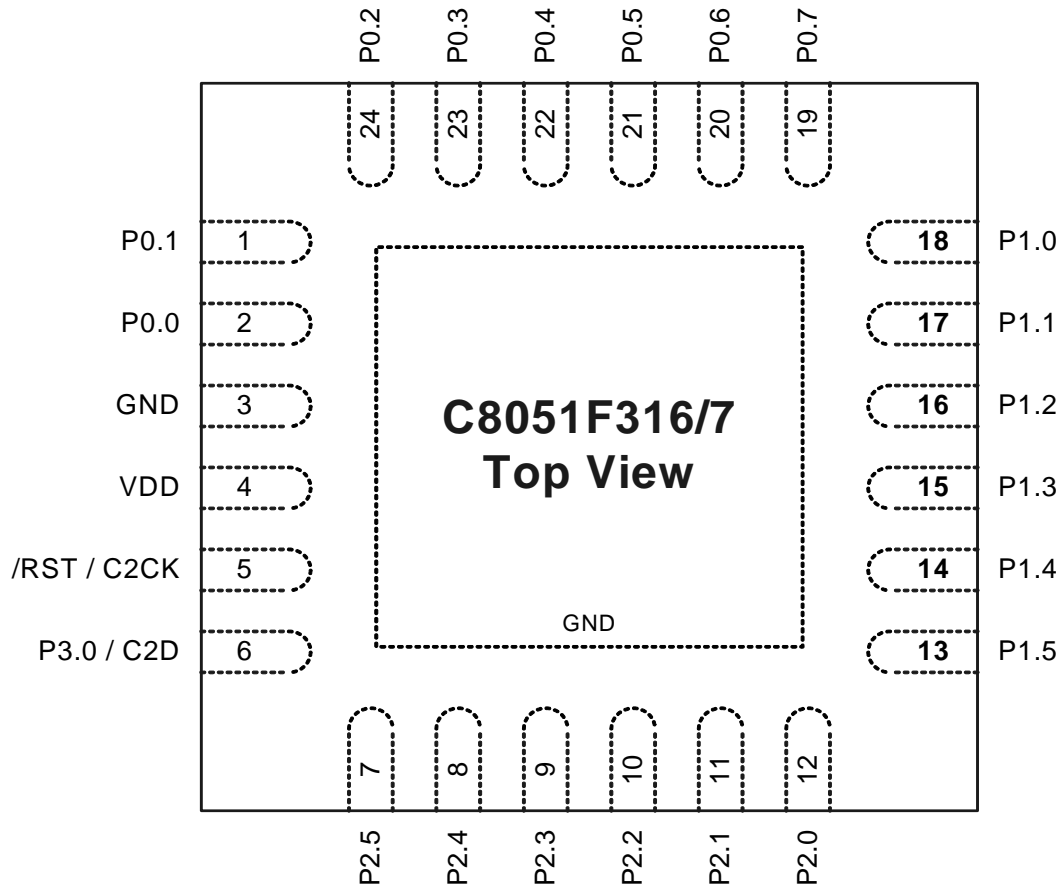 P0.2 P0.3 P0.4 P0.5 P0.6 P0.7
24 23 22 21 20 19
P0.1 1 18 P1.0
P0.0 2 17 P1.1
GND 3 16 P1.2
C8051F316/7
Top View
VDD 4 15 P1.3
/RST / C2CK 5 14 P1.4
GND
P3.0 / C2D 6 13 P1.5
7 8 9 10 11 12
P2.5 P2.4 P2.3 P2.2 P2.1 P2.0